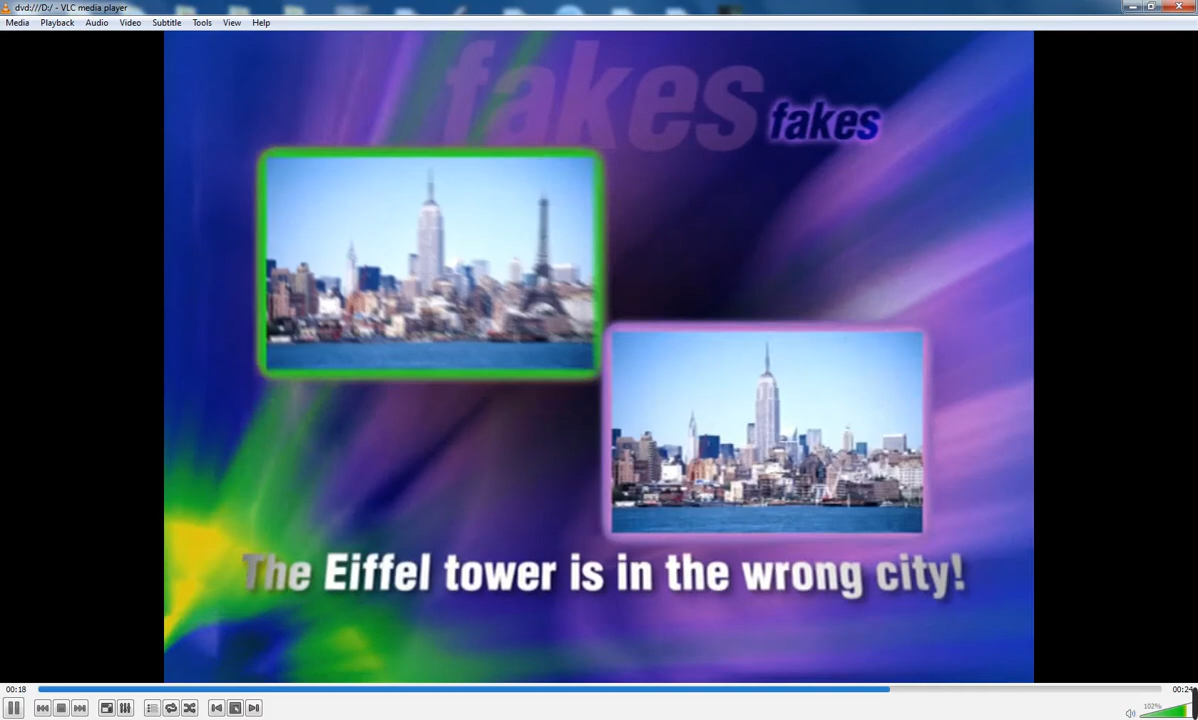 dvd:///D:/ - VLC media player
Media Playback Audio Video Subtitle Tools View Help
fakes
fakes
The Eiffel tower is in the wrong city!
00:18
00:24
102%